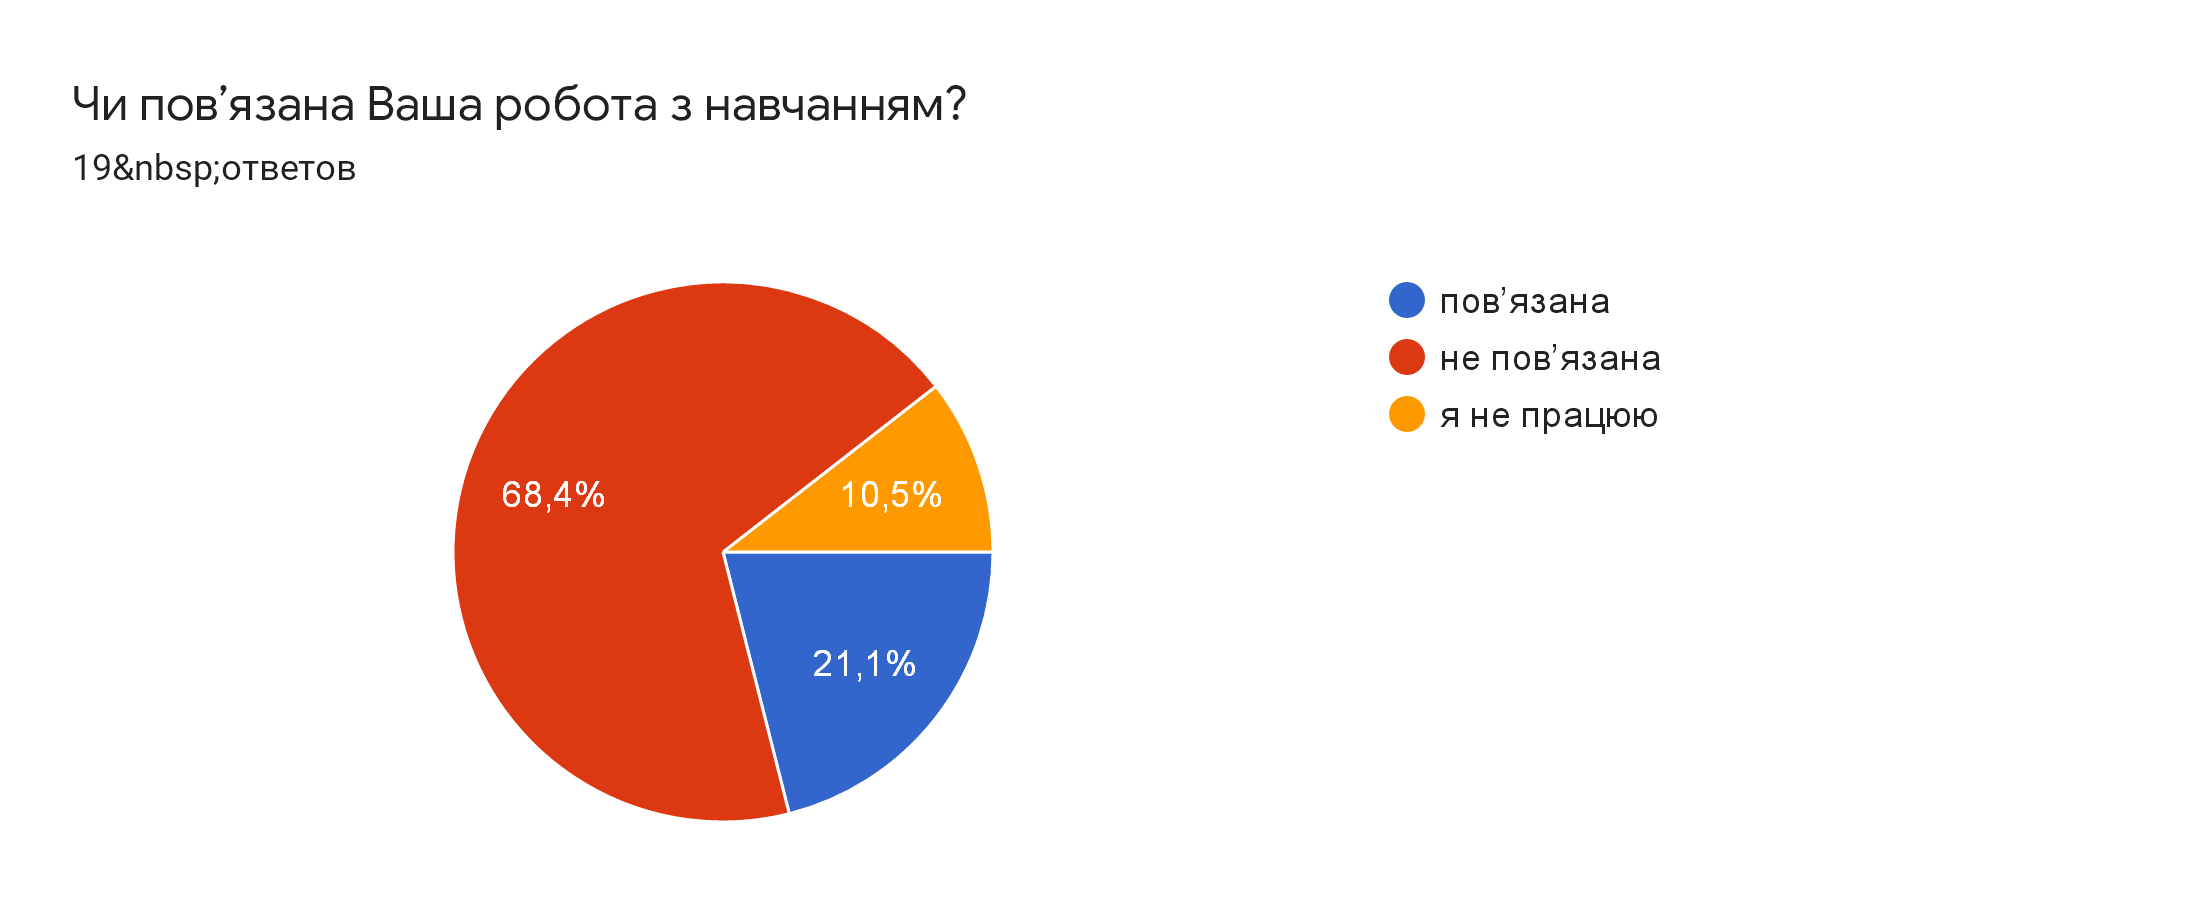 Чи пов’язана Ваша робота з навчанням?
19&nbsp;ответов
пов’язана
не пов’язана
я не працюю
68,4%
10,5%
21,1%